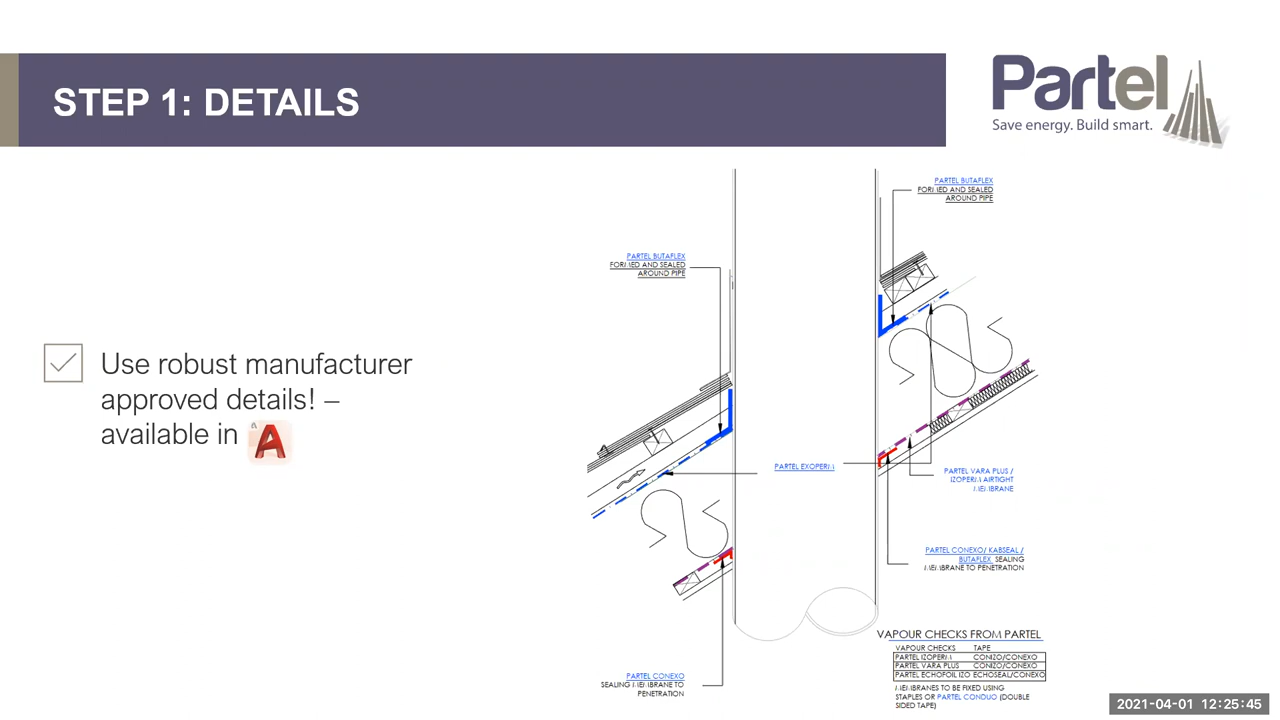 STEP 1: DETAILS
Partel
Save energy. Build smart.
Use robust manufacturer
approved details! –
available in
PARTEL BUTAFLEX
FORMED AND SEALED
AROUND PIPE
PARTEL BUTAFLEX
FORMED AND SEALED
AROUND PIPE
PARTEL EXOPERM
PARTEL VARA PLUS /
IZOPERM AIRTIGHT
MEMBRANE
PARTEL CONEXO/ KABSEAL /
BUTAFLEX SEALING
MEMBRANE TO PENETRATION
PARTEL CONEXO
SEALING MEMBRANE TO
PENETRATION
VAPOUR CHECKS FROM PARTEL
VAPOUR CHECKS TAPE
PARTEL IZOPERM CONIZO/CONEXO
PARTEL VARA PLUS CONIZO/CONEXO
PARTEL ECHOFOIL IZO ECHOSEAL/CONEXO
MEMBRANES TO BE FIXED USING
STAPLES OR PARTEL CONDUO (DOUBLE
SIDED TAPE)
2021-04-01 12:25:45